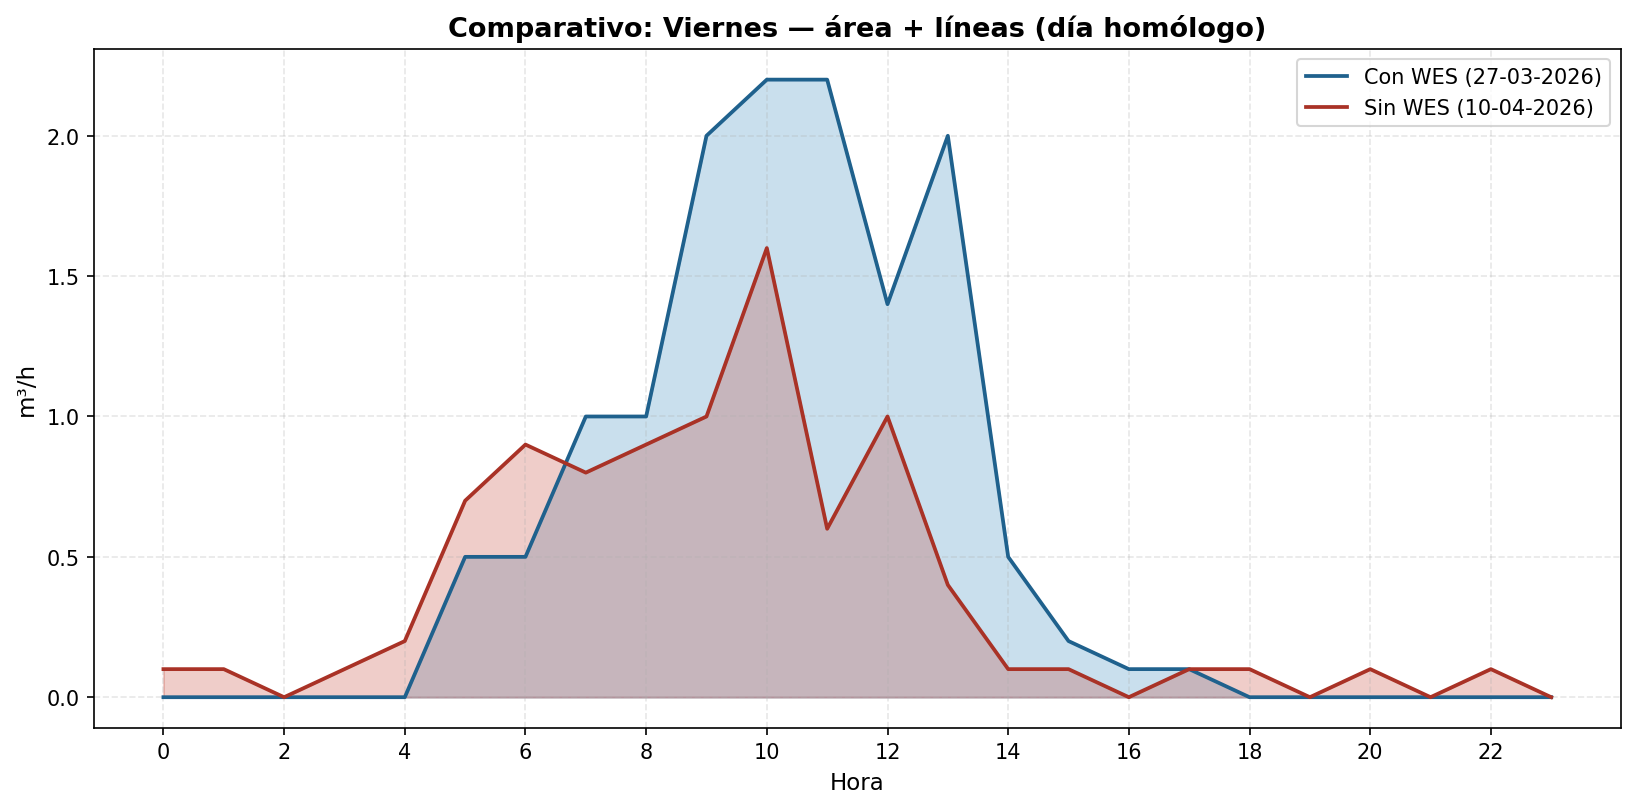 Comparativo: Viernes — área + líneas (día homólogo)
Con WES (27-03-2026)
Sin WES (10-04-2026)
2.0
1.5
1.0
0.5
0.0
m³/h
0 2 4 6 8 10 12 14 16 18 20 22
Hora